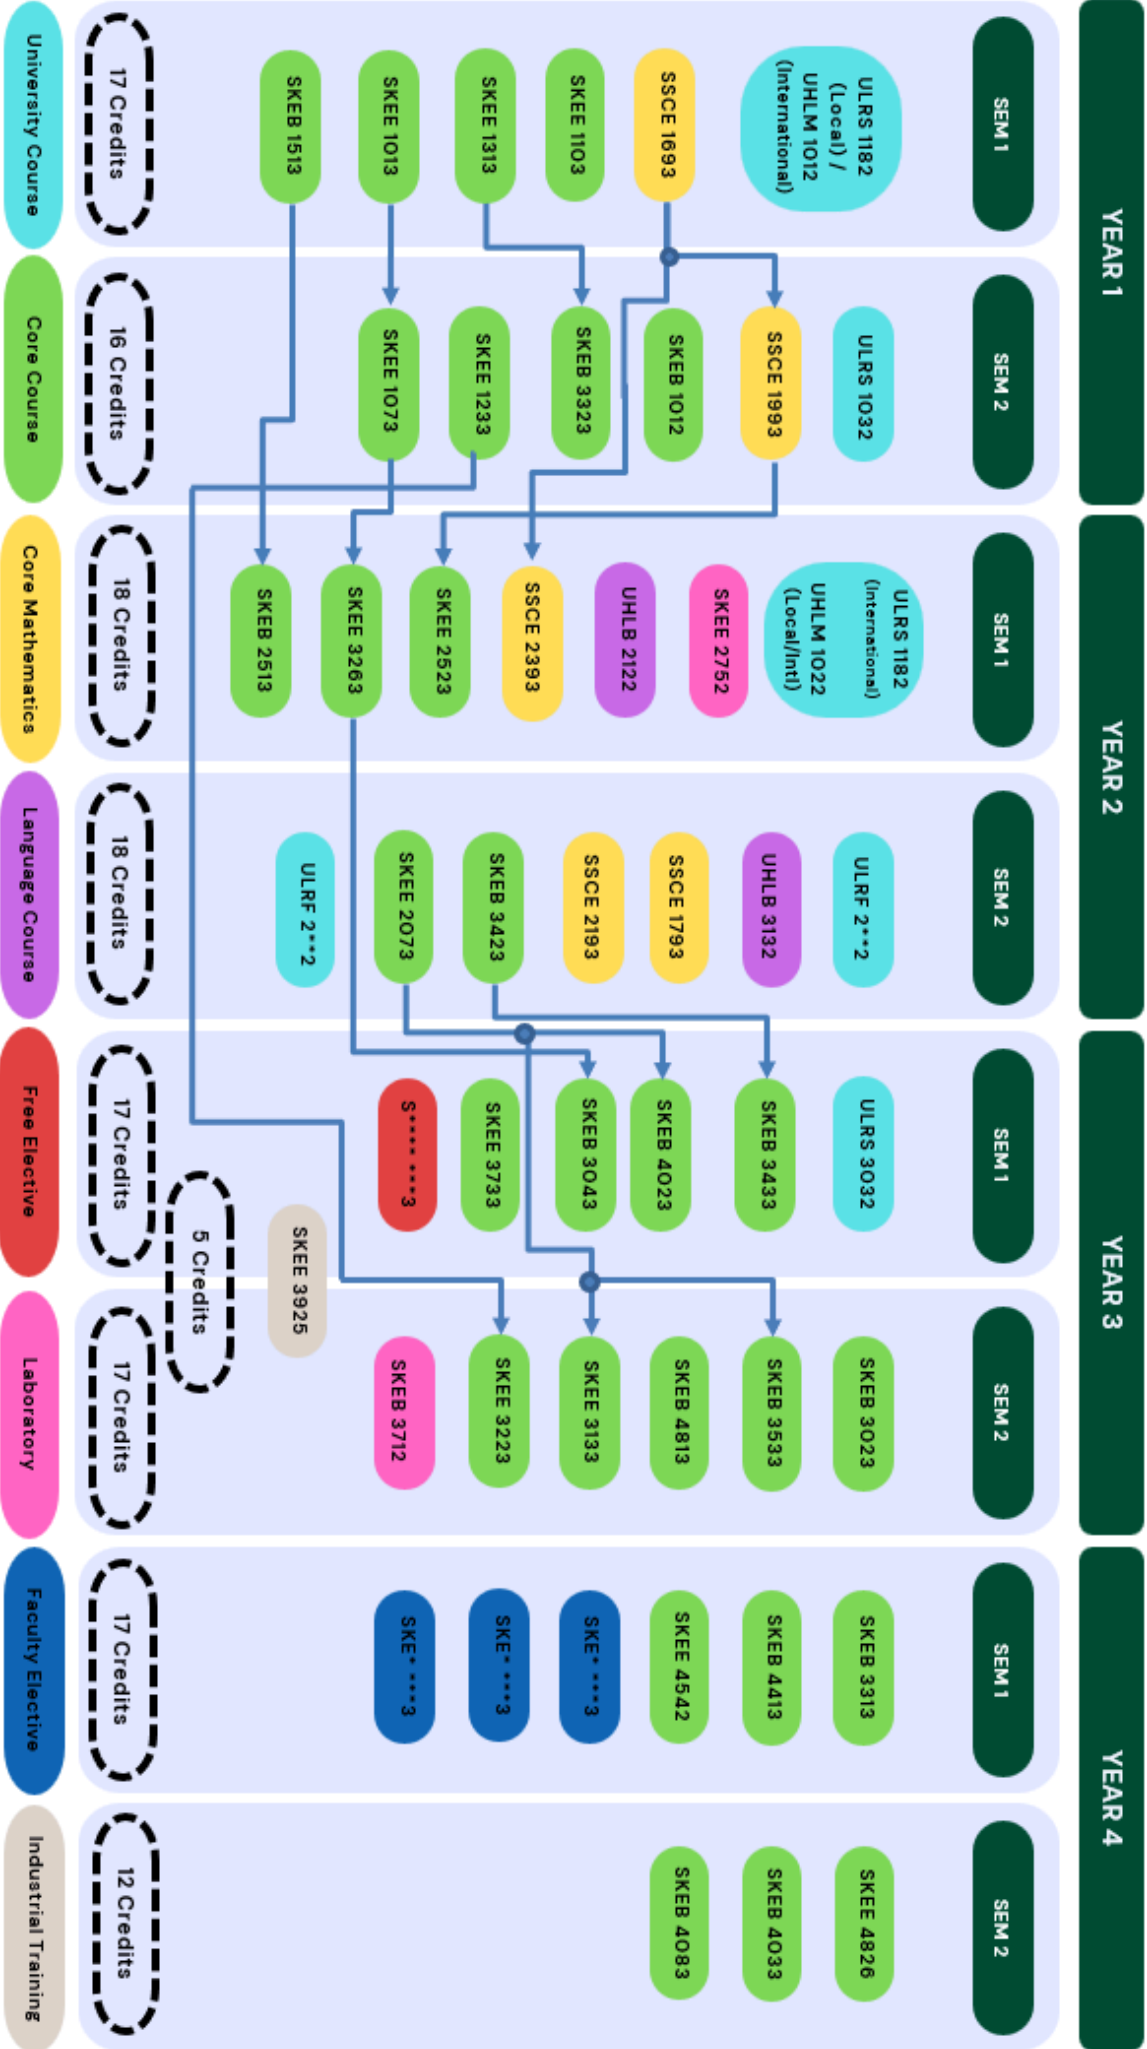 YEAR 1
YEAR 2
YEAR 3
YEAR 4
SEM 1
SEM 2
SEM 1
SEM 2
SEM 1
SEM 2
SEM 1
SEM 2
ULRS 1182
(Local) /
UHLM 1012
(International)
SSCE 1693
SKEE 1103
SKEE 1313
SKEE 1013
SKEB 1513
17 Credits
ULRS 1032
SSCE 1993
SKEB 1012
SKEB 3323
SKEE 1233
SKEE 1073
16 Credits
ULRS 1182
(International)
UHLM 1022
(Local/Intl)
SKEE 2752
UHLB 2122
SSCE 2393
SKEE 2523
SKEE 3263
SKEB 2513
18 Credits
ULRF 2**2
UHLB 3132
SSCE 1793
SSCE 2193
SKEB 3423
SKEE 2073
ULRF 2**2
18 Credits
ULRS 3032
SKEB 3433
SKEB 4023
SKEB 3043
SKEE 3733
S**** ***3
17 Credits
SKEE 3925
5 Credits
SKEB 3023
SKEB 3533
SKEB 4813
SKEE 3133
SKEE 3223
SKEB 3712
17 Credits
SKEB 3313
SKEB 4413
SKEE 4542
SKE* ***3
SKE* ***3
SKE* ***3
17 Credits
SKEE 4826
SKEB 4033
SKEB 4083
12 Credits
University Course
Core Course
Core Mathematics
Language Course
Free Elective
Laboratory
Faculty Elective
Industrial Training